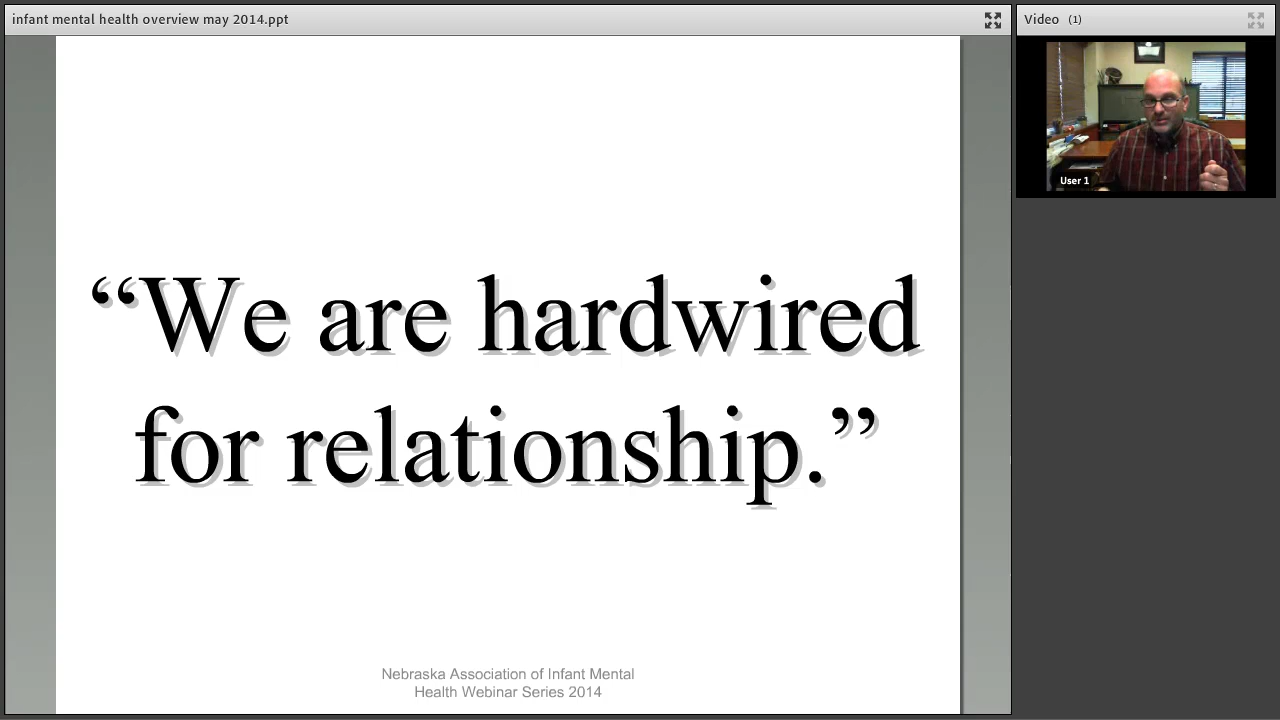 infant mental health overview may 2014.ppt
Video (1)
User 1
“We are hardwired
for relationship.”
Nebraska Association of Infant Mental
Health Webinar Series 2014